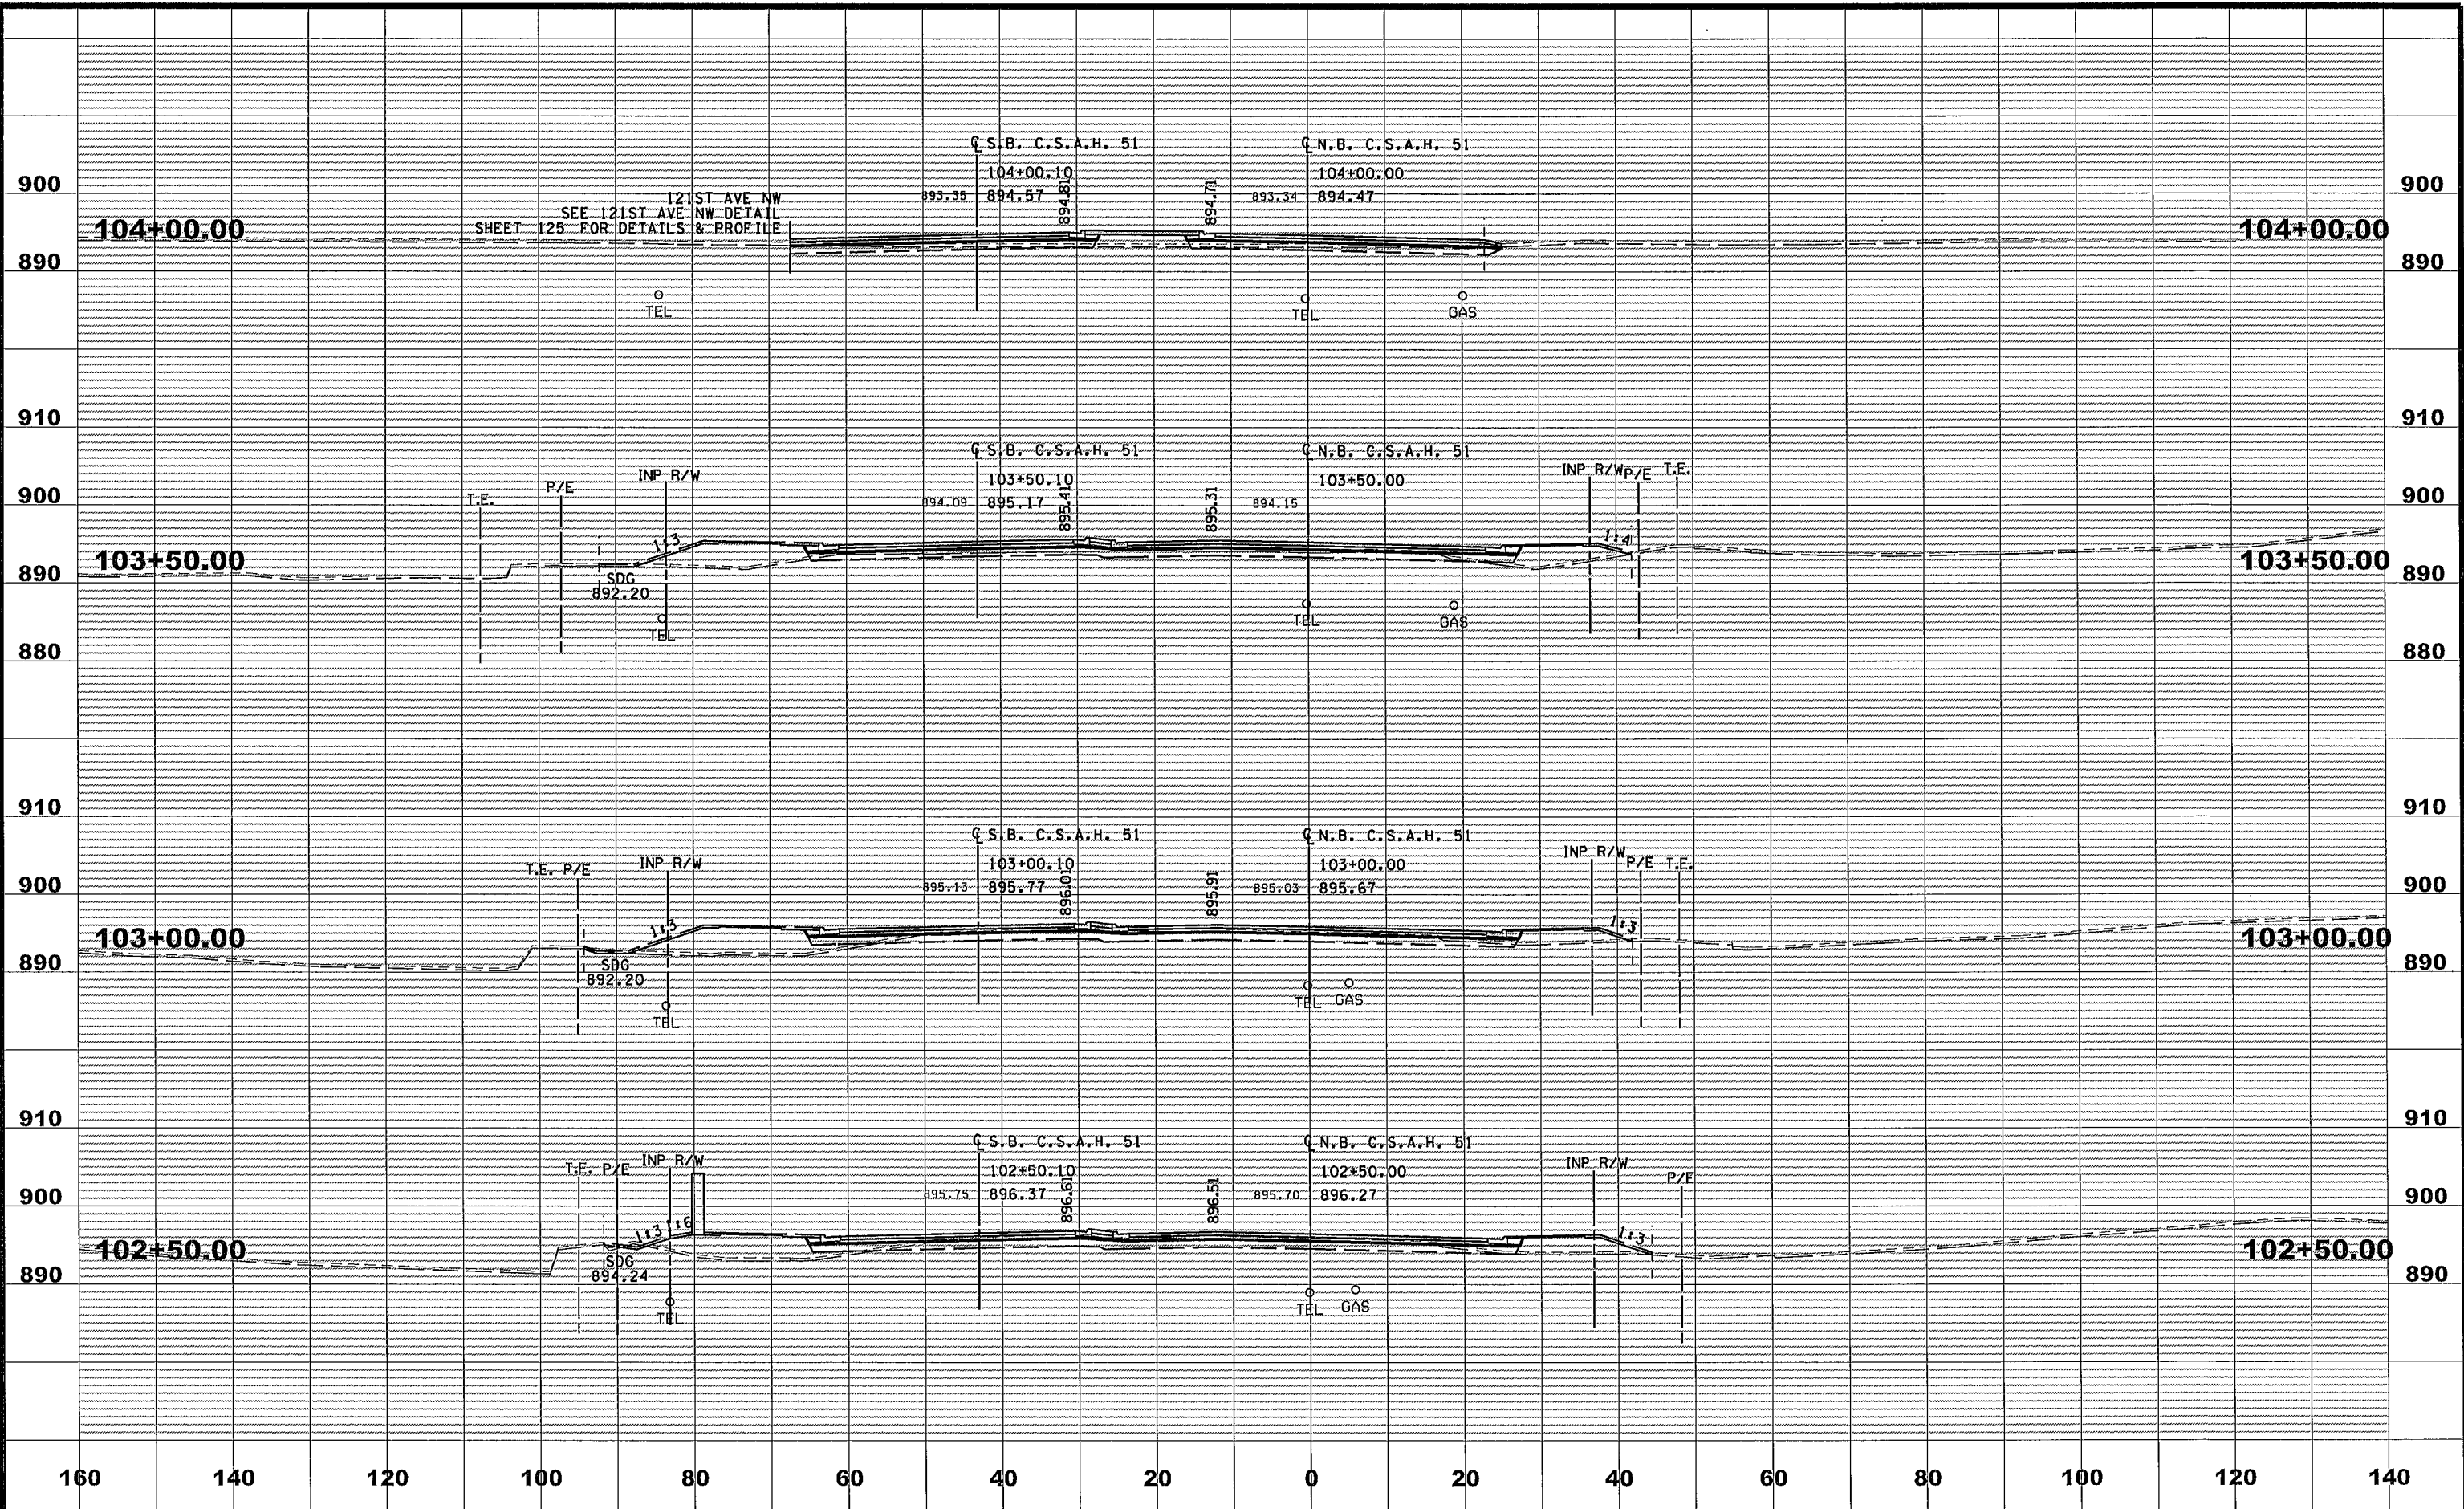 ℄ S.B. C.S.A.H. 51
℄ N.B. C.S.A.H. 51
104+00.10
104+00.00
893.35
894.57
894.81
894.71
893.34
894.47
900
900
121ST AVE NW
SEE 121ST AVE NW DETAIL
SHEET 125 FOR DETAILS & PROFILE
104+00.00
104+00.00
890
890
TEL
TEL
GAS
910
910
℄ S.B. C.S.A.H. 51
℄ N.B. C.S.A.H. 51
103+50.10
103+50.00
894.09
895.17
895.41
895.31
894.15
T.E.
P/E
INP R/W
INP R/W
P/E
T.E.
900
900
1:3
1:4
103+50.00
103+50.00
890
890
SDG
892.20
TEL
TEL
GAS
880
880
910
910
℄ S.B. C.S.A.H. 51
℄ N.B. C.S.A.H. 51
103+00.10
103+00.00
895.13
895.77
896.01
895.91
895.03
895.67
T.E.
P/E
INP R/W
INP R/W
P/E
T.E.
900
900
1:3
1:3
103+00.00
103+00.00
890
890
SDG
892.20
TEL
TEL
GAS
910
910
℄ S.B. C.S.A.H. 51
℄ N.B. C.S.A.H. 51
102+50.10
102+50.00
895.75
896.37
896.61
896.51
895.70
896.27
T.E.
P/E
INP R/W
INP R/W
P/E
900
900
1:3
1:6
1:3
102+50.00
102+50.00
890
890
SDG
894.24
TEL
TEL
GAS
160 140 120 100 80 60 40 20 0 20 40 60 80 100 120 140